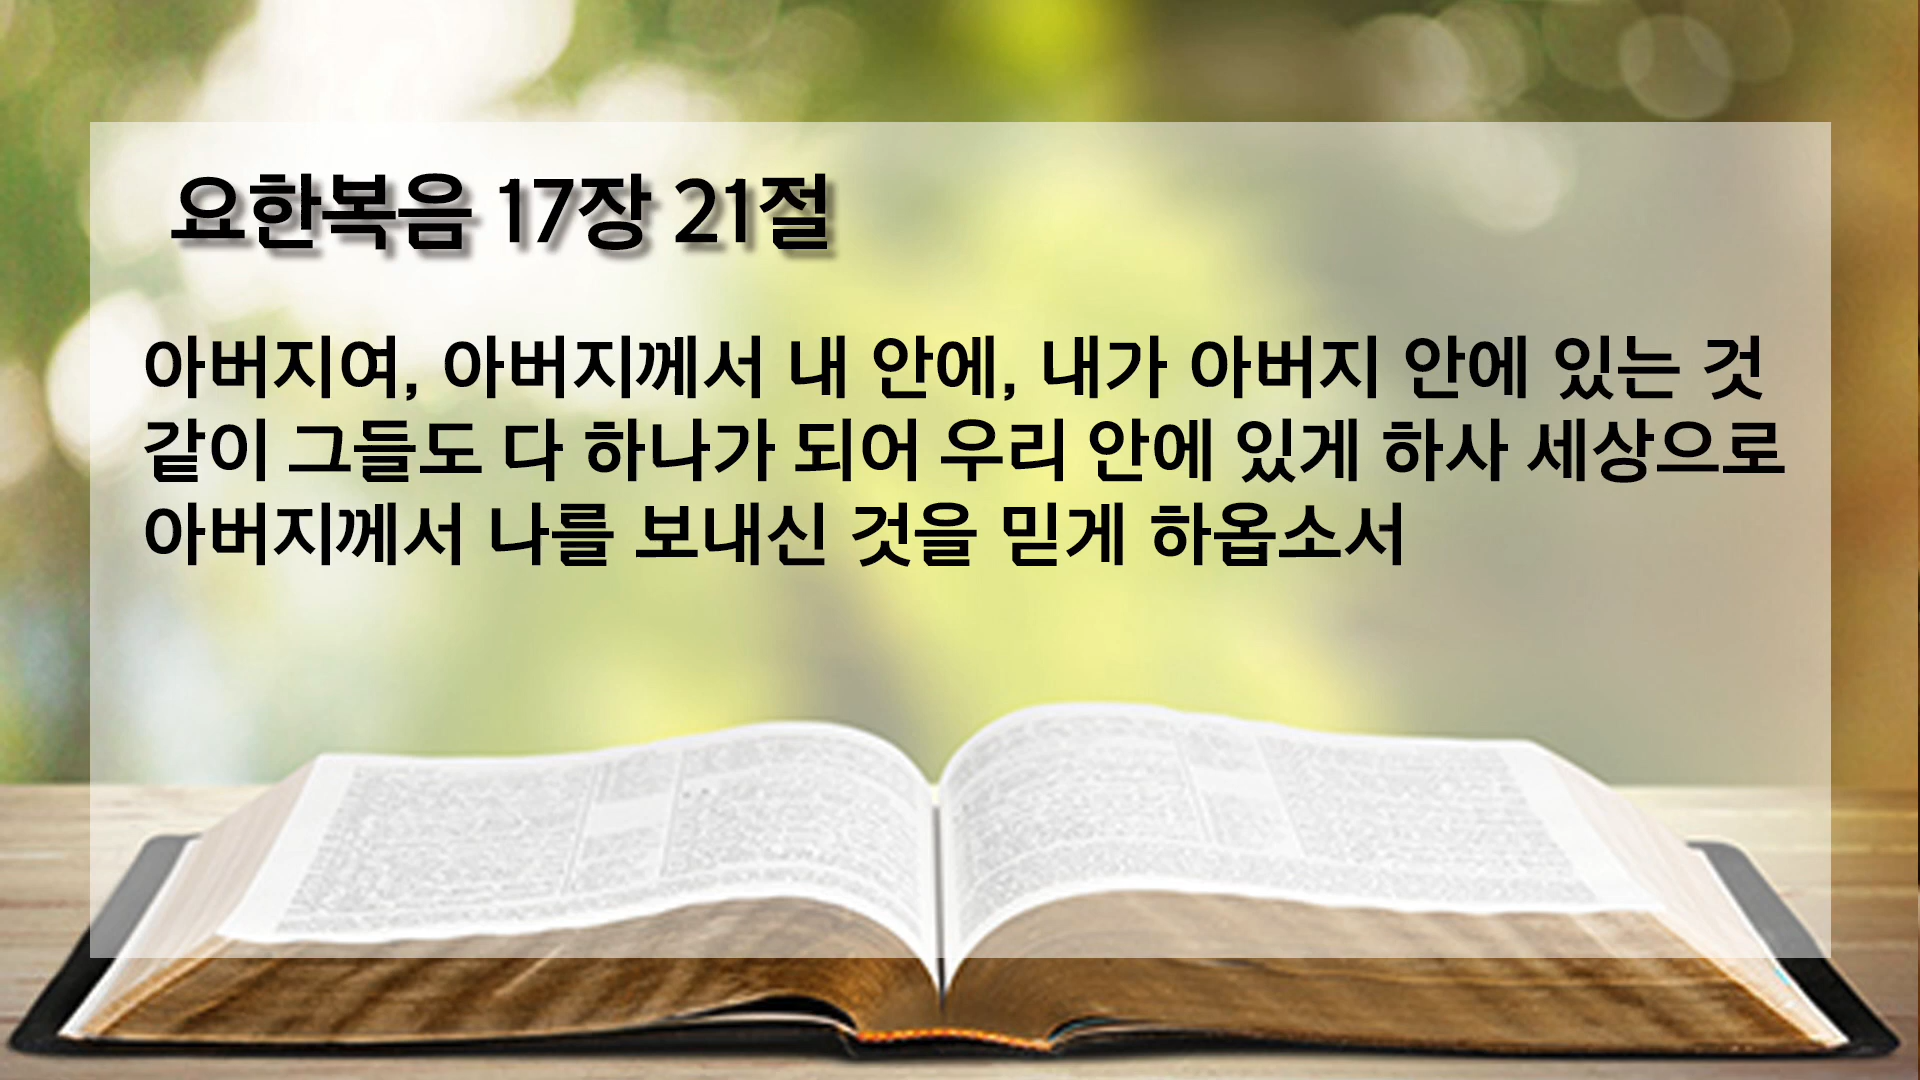 요한복음 17장 21절
아버지여, 아버지께서 내 안에, 내가 아버지 안에 있는 것
같이 그들도 다 하나가 되어 우리 안에 있게 하사 세상으로
아버지께서 나를 보내신 것을 믿게 하옵소서